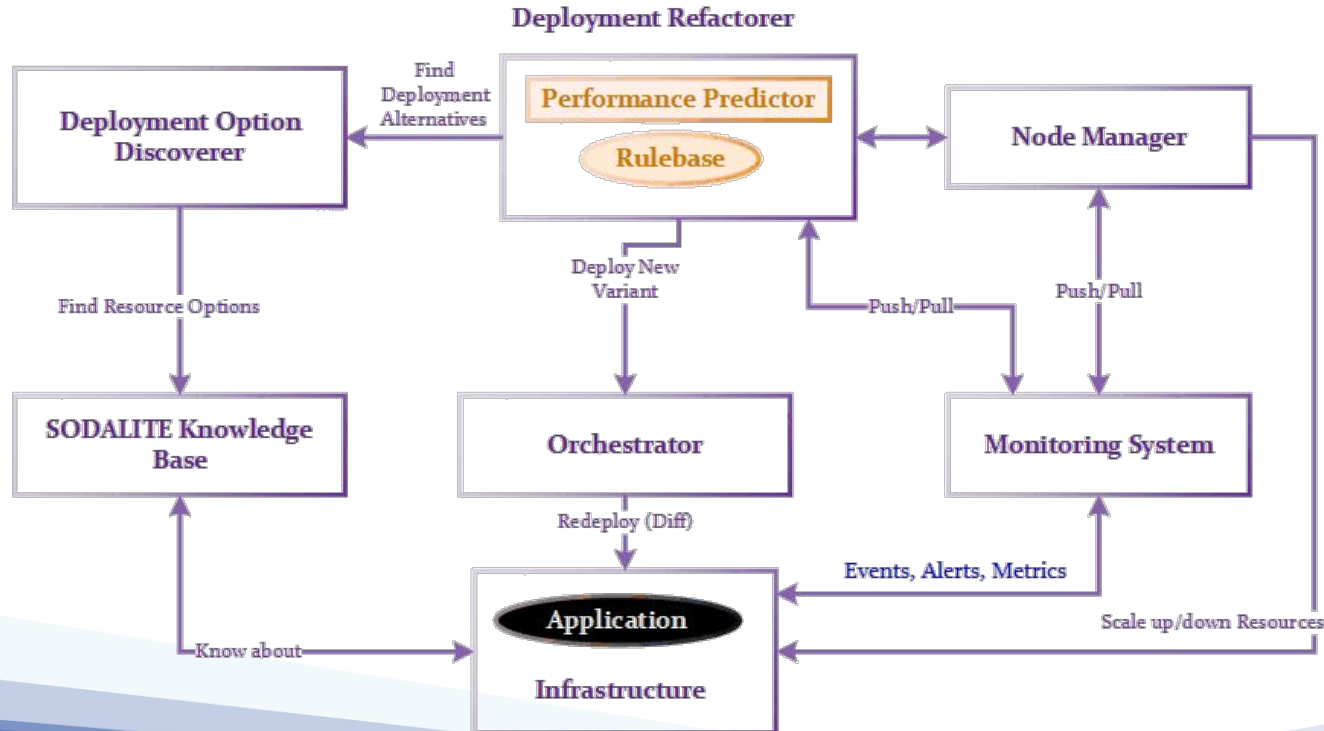 Deployment Refactorer
Find
Deployment
Alternatives
Performance Predictor
Rulebase
Deployment Option
Discoverer
Node Manager
Deploy New
Variant
Find Resource Options
Push/Pull
Push/Pull
SODALITE Knowledge
Base
Orchestrator
Monitoring System
Redeploy (Diff)
Events, Alerts, Metrics
Application
Scale up/down Resources
Know about
Infrastructure